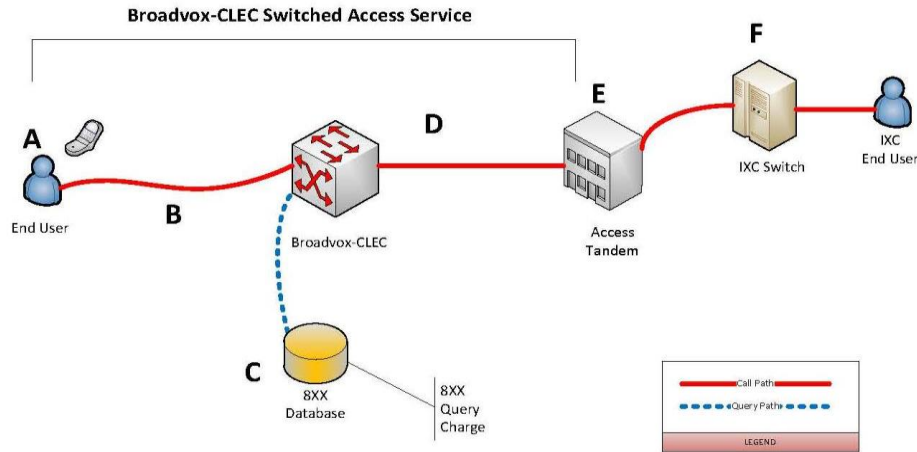 Broadvox-CLEC Switched Access Service
A
B
C
D
E
F
End User
Broadvox-CLEC
8XX
Database
8XX
Query
Charge
Access
Tandem
IXC Switch
IXC
End User
Call Path
Query Path
LEGEND